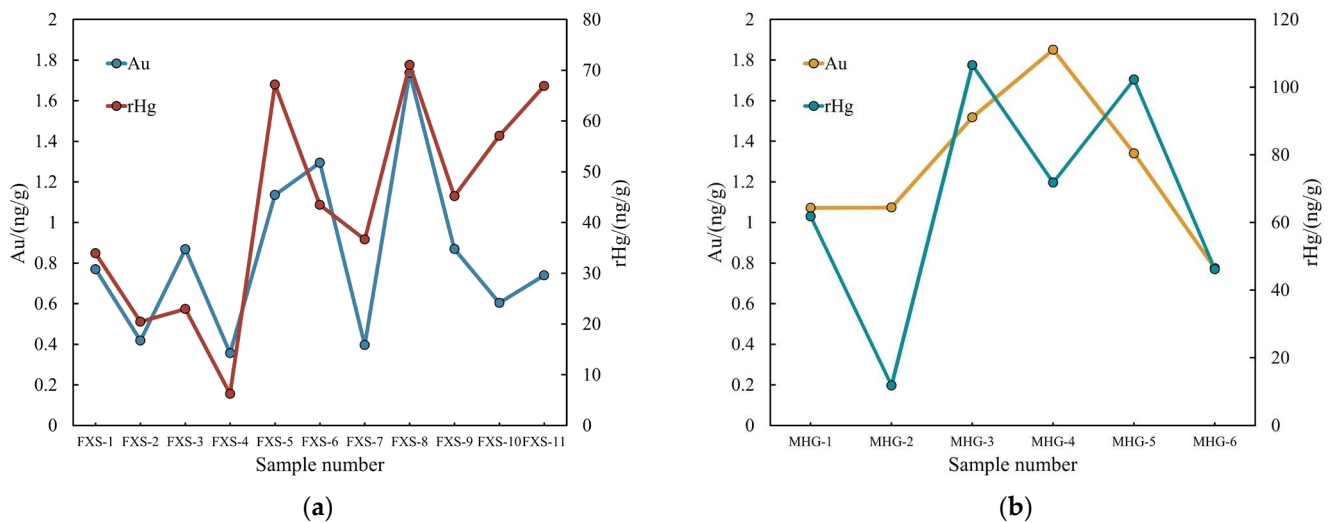 2
1.8
1.6
1.4
1.2
1
0.8
0.6
0.4
0.2
0
Au/(ng/g)
Au
rHg
80
70
60
50
40
30
20
10
0
rHg/(ng/g)
FXS-1 FXS-2 FXS-3 FXS-4 FXS-5 FXS-6 FXS-7 FXS-8 FXS-9 FXS-10 FXS-11
Sample number
(a)
2
1.8
1.6
1.4
1.2
1
0.8
0.6
0.4
0.2
0
Au/(ng/g)
Au
rHg
120
100
80
60
40
20
0
rHg/(ng/g)
MHG-1 MHG-2 MHG-3 MHG-4 MHG-5 MHG-6
Sample number
(b)